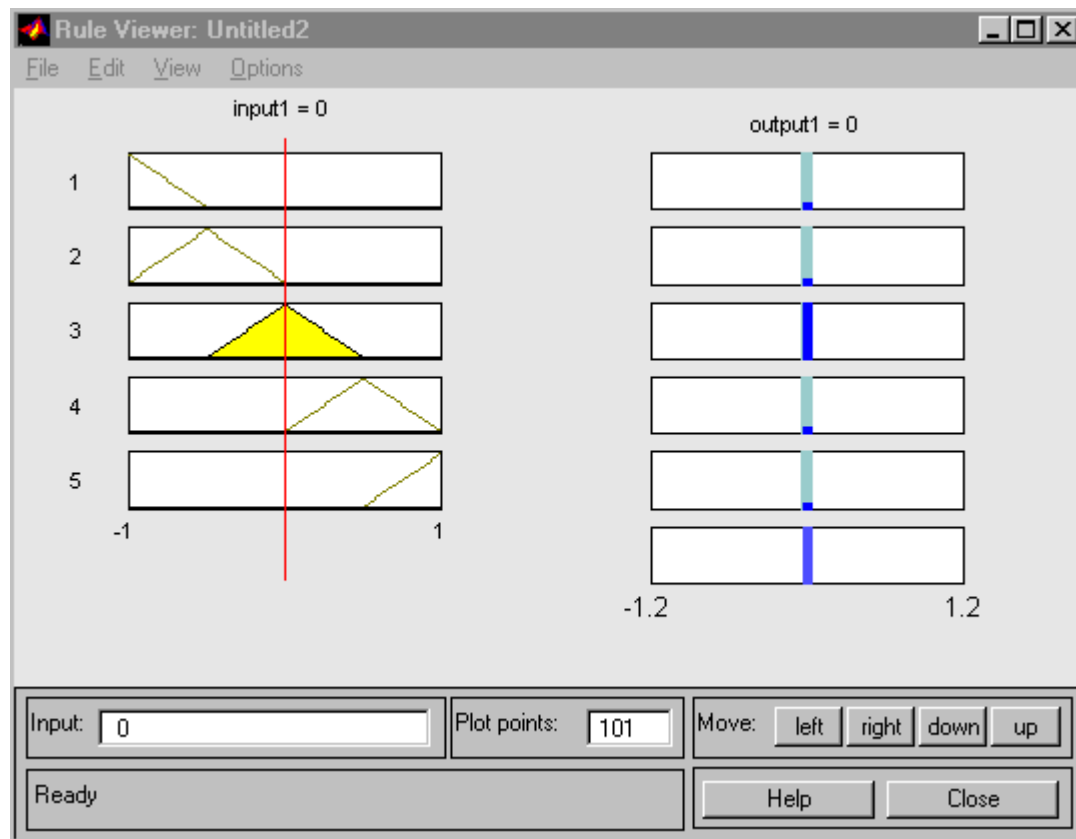 Rule Viewer: Untitled2
File Edit View Options
input1 = 0
output1 = 0
1
2
3
4
5
-1 1
-1.2 1.2
Input: 0 Plot points: 101 Move: left right down up
Ready Help Close